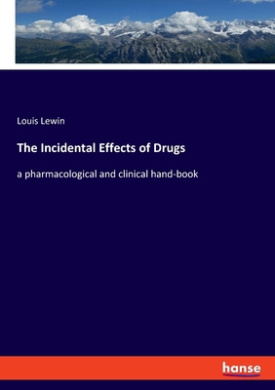 Louis Lewin
The Incidental Effects of Drugs
a pharmacological and clinical hand-book
hanse